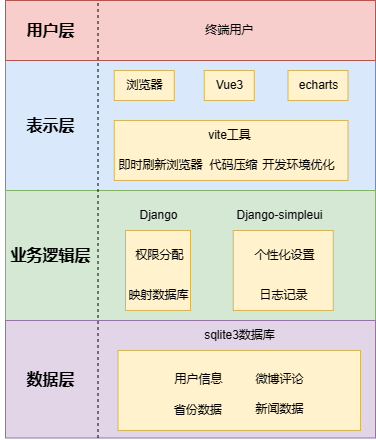 用户层
终端用户
表示层
浏览器 Vue3 echarts
vite工具
即时刷新浏览器 代码压缩 开发环境优化
业务逻辑层
Django Django-simpleui
权限分配 个性化设置
映射数据库 日志记录
数据层
sqlite3数据库
用户信息 微博评论
省份数据 新闻数据